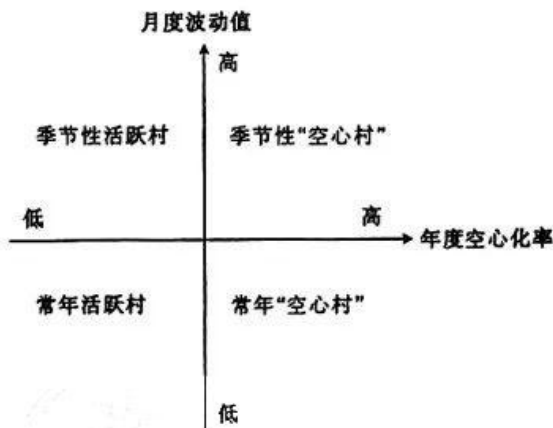 月度波动值
高
季节性活跃村 季节性“空心村”
低 高
年度空心化率
常年活跃村 常年“空心村”
低